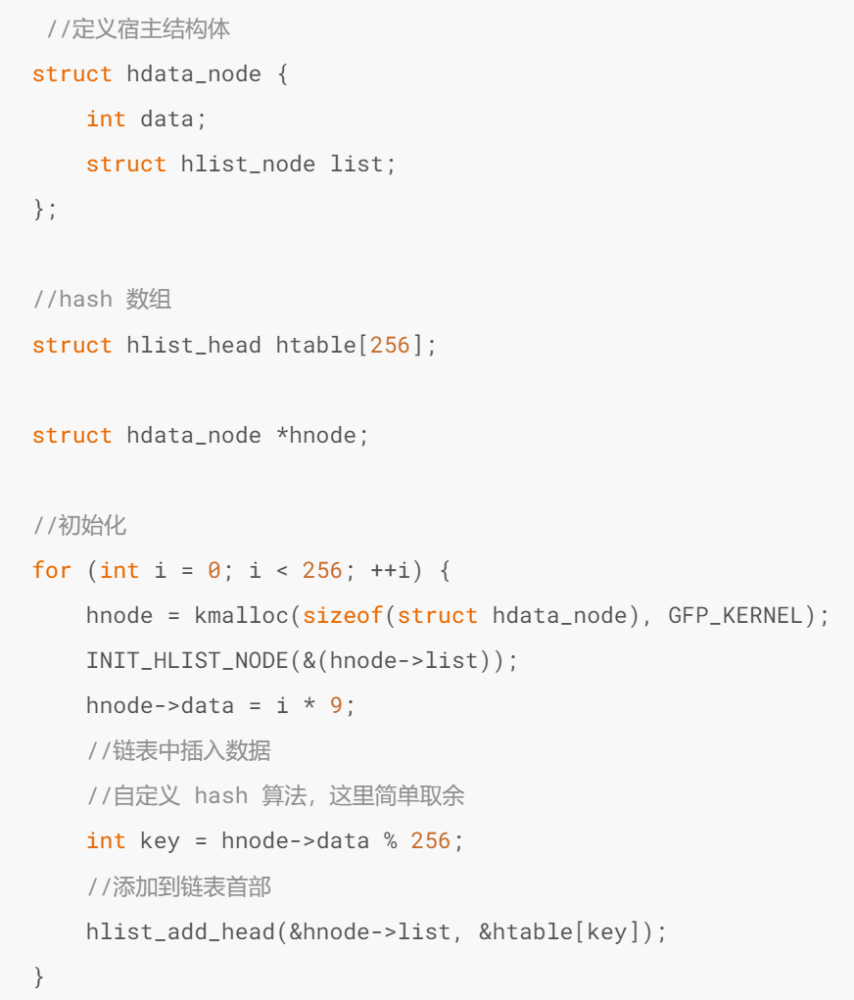 //定义宿主结构体
struct hdata_node {
    int data;
    struct hlist_node list;
};
//hash 数组
struct hlist_head htable[256];
struct hdata_node *hnode;
//初始化
for (int i = 0; i < 256; ++i) {
    hnode = kmalloc(sizeof(struct hdata_node), GFP_KERNEL);
    INIT_HLIST_NODE(&(hnode->list));
    hnode->data = i * 9;
    //链表中插入数据
    //自定义 hash 算法，这里简单取余
    int key = hnode->data % 256;
    //添加到链表首部
    hlist_add_head(&hnode->list, &htable[key]);
}